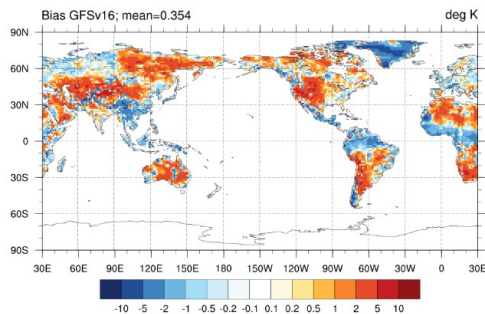 Bias GFSv16; mean=0.354 deg K
90N
60N
30N
0
30S
60S
90S
30E 60E 90E 120E 150E 180 150W 120W 90W 60W 30W 0 30E
-10 -5 -2 -1 -0.5 -0.2 -0.1 0.1 0.2 0.5 1 2 5 10